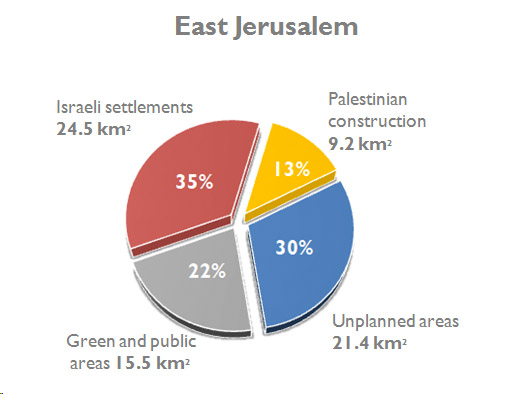 East Jerusalem
Israeli settlements
24.5 km²
Palestinian
construction
9.2 km²
35%
13%
30%
22%
Unplanned areas
21.4 km²
Green and public
areas 15.5 km²